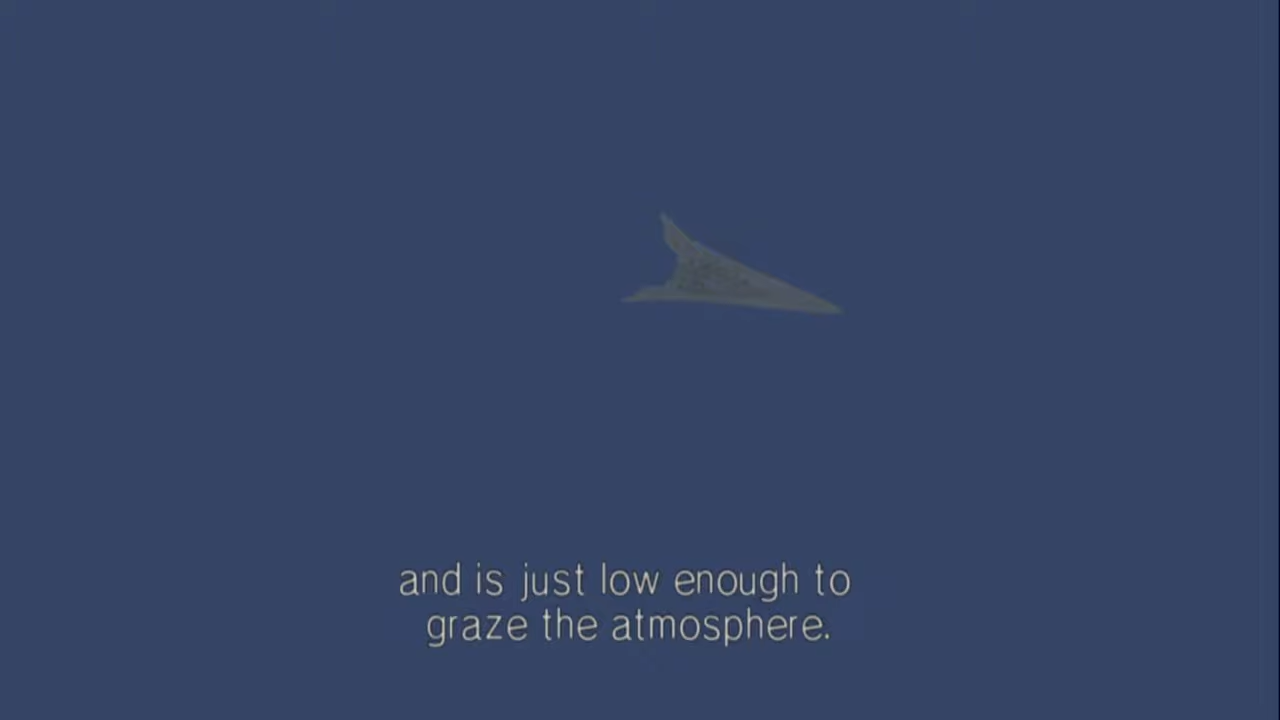 and is just low enough to
graze the atmosphere.